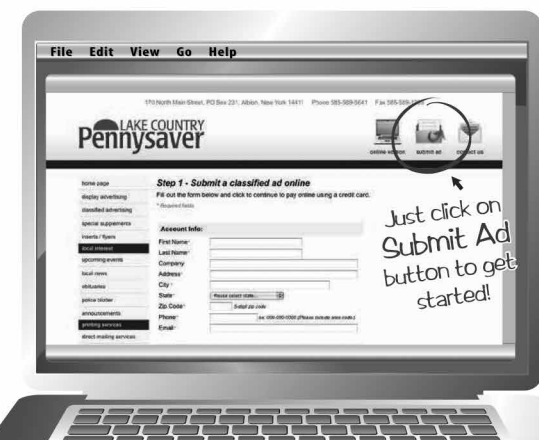 File Edit View Go Help
170 North Main Street, PO Box 231, Albion, New York 14411 Phone 585-589-5641 Fax 585-589-
LAKE COUNTRY
Pennysaver
online edition submit ad contact us
home page
display advertising
classified advertising
special supplements
inserts / flyers
local interest
upcoming events
local news
obituaries
police blotter
announcements
printing services
direct mailing services
Step 1 - Submit a classified ad online
Fill out the form below and click to continue to pay online using a credit card.
* Required fields
Account Info:
First Name*
Last Name*
Company
Address*
City *
State* Please select state...
Zip Code* 5-digit zip code
Phone* ex: 000-000-0000 (Please include area code.)
Email*
Just click on
Submit Ad
button to get
started!